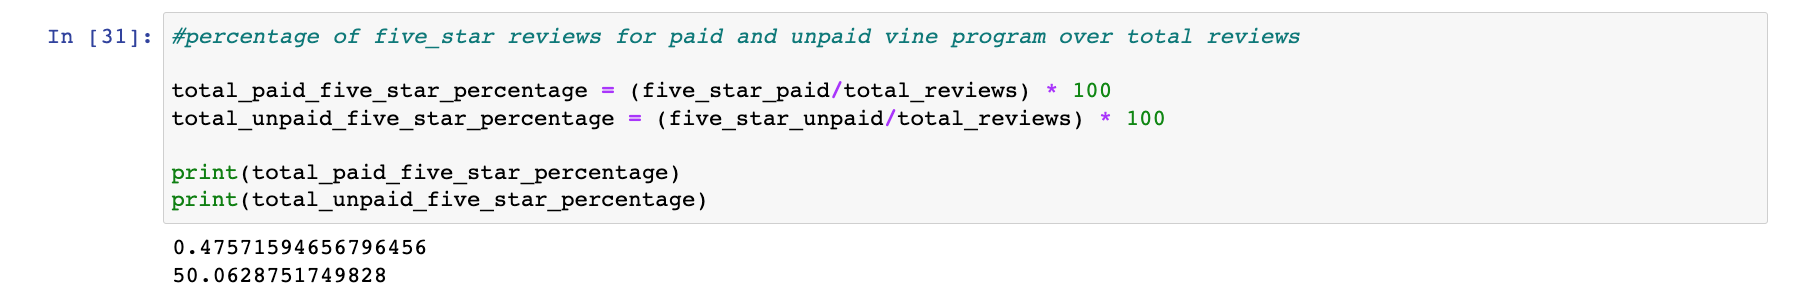 In [31]: #percentage of five_star reviews for paid and unpaid vine program over total reviews
total_paid_five_star_percentage = (five_star_paid/total_reviews) * 100
total_unpaid_five_star_percentage = (five_star_unpaid/total_reviews) * 100
print(total_paid_five_star_percentage)
print(total_unpaid_five_star_percentage)
0.47571594656796456
50.0628751749828